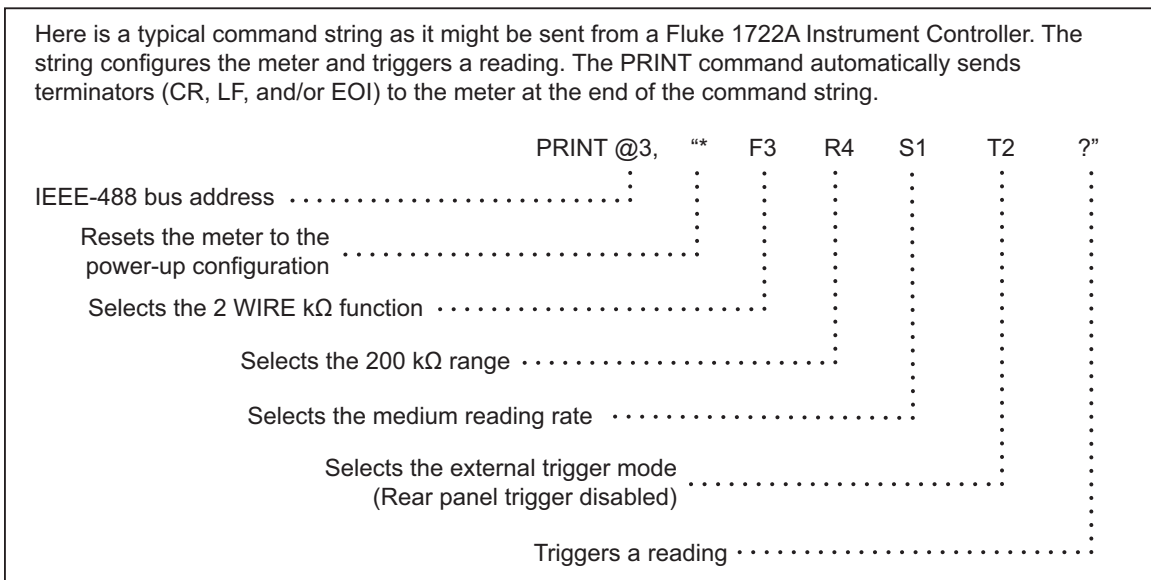 Here is a typical command string as it might be sent from a Fluke 1722A Instrument Controller. The
string configures the meter and triggers a reading. The PRINT command automatically sends
terminators (CR, LF, and/or EOI) to the meter at the end of the command string.
PRINT @3, “* F3 R4 S1 T2 ?”
IEEE-488 bus address
Resets the meter to the
power-up configuration
Selects the 2 WIRE kΩ function
Selects the 200 kΩ range
Selects the medium reading rate
Selects the external trigger mode
(Rear panel trigger disabled)
Triggers a reading